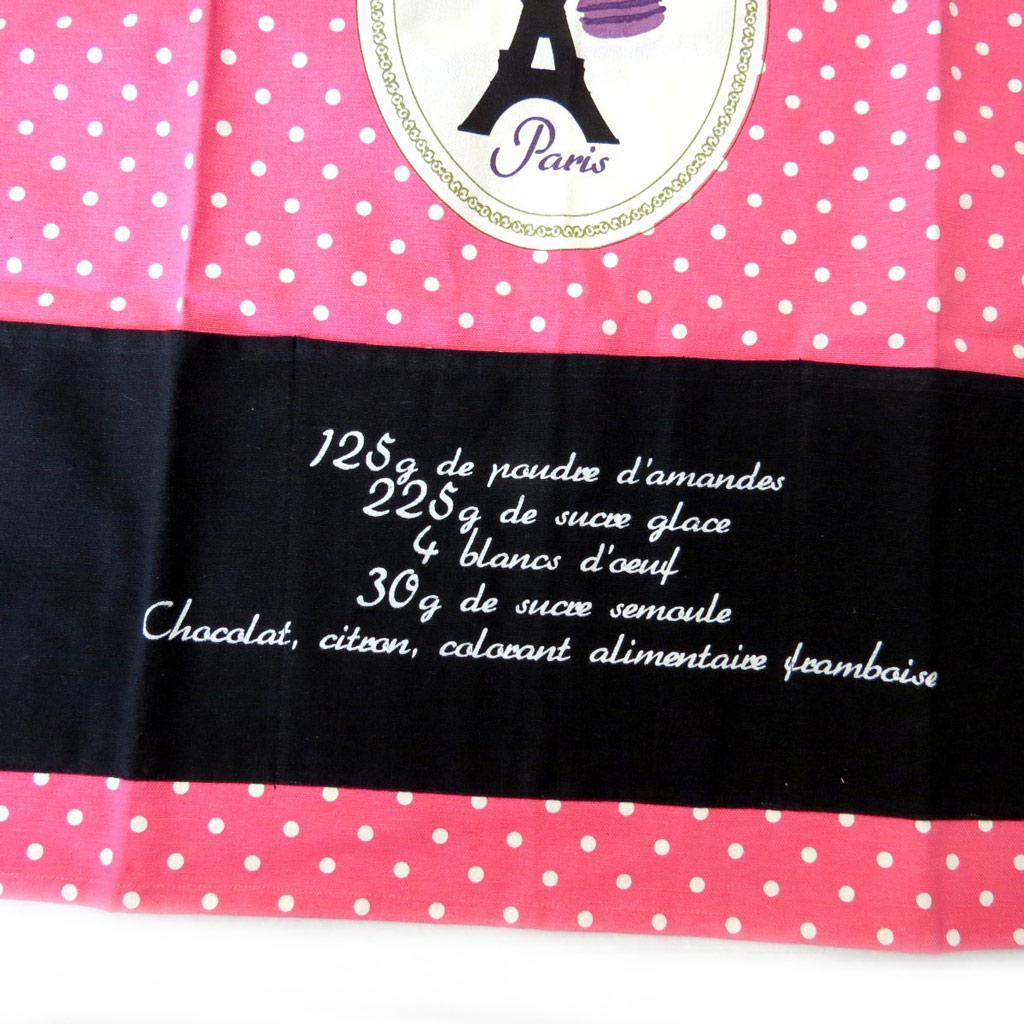 Paris
125g de poudre d'amandes
225g de sucre glace
4 blancs d'oeuf
30g de sucre semoule
Chocolat, citron, colorant alimentaire framboise